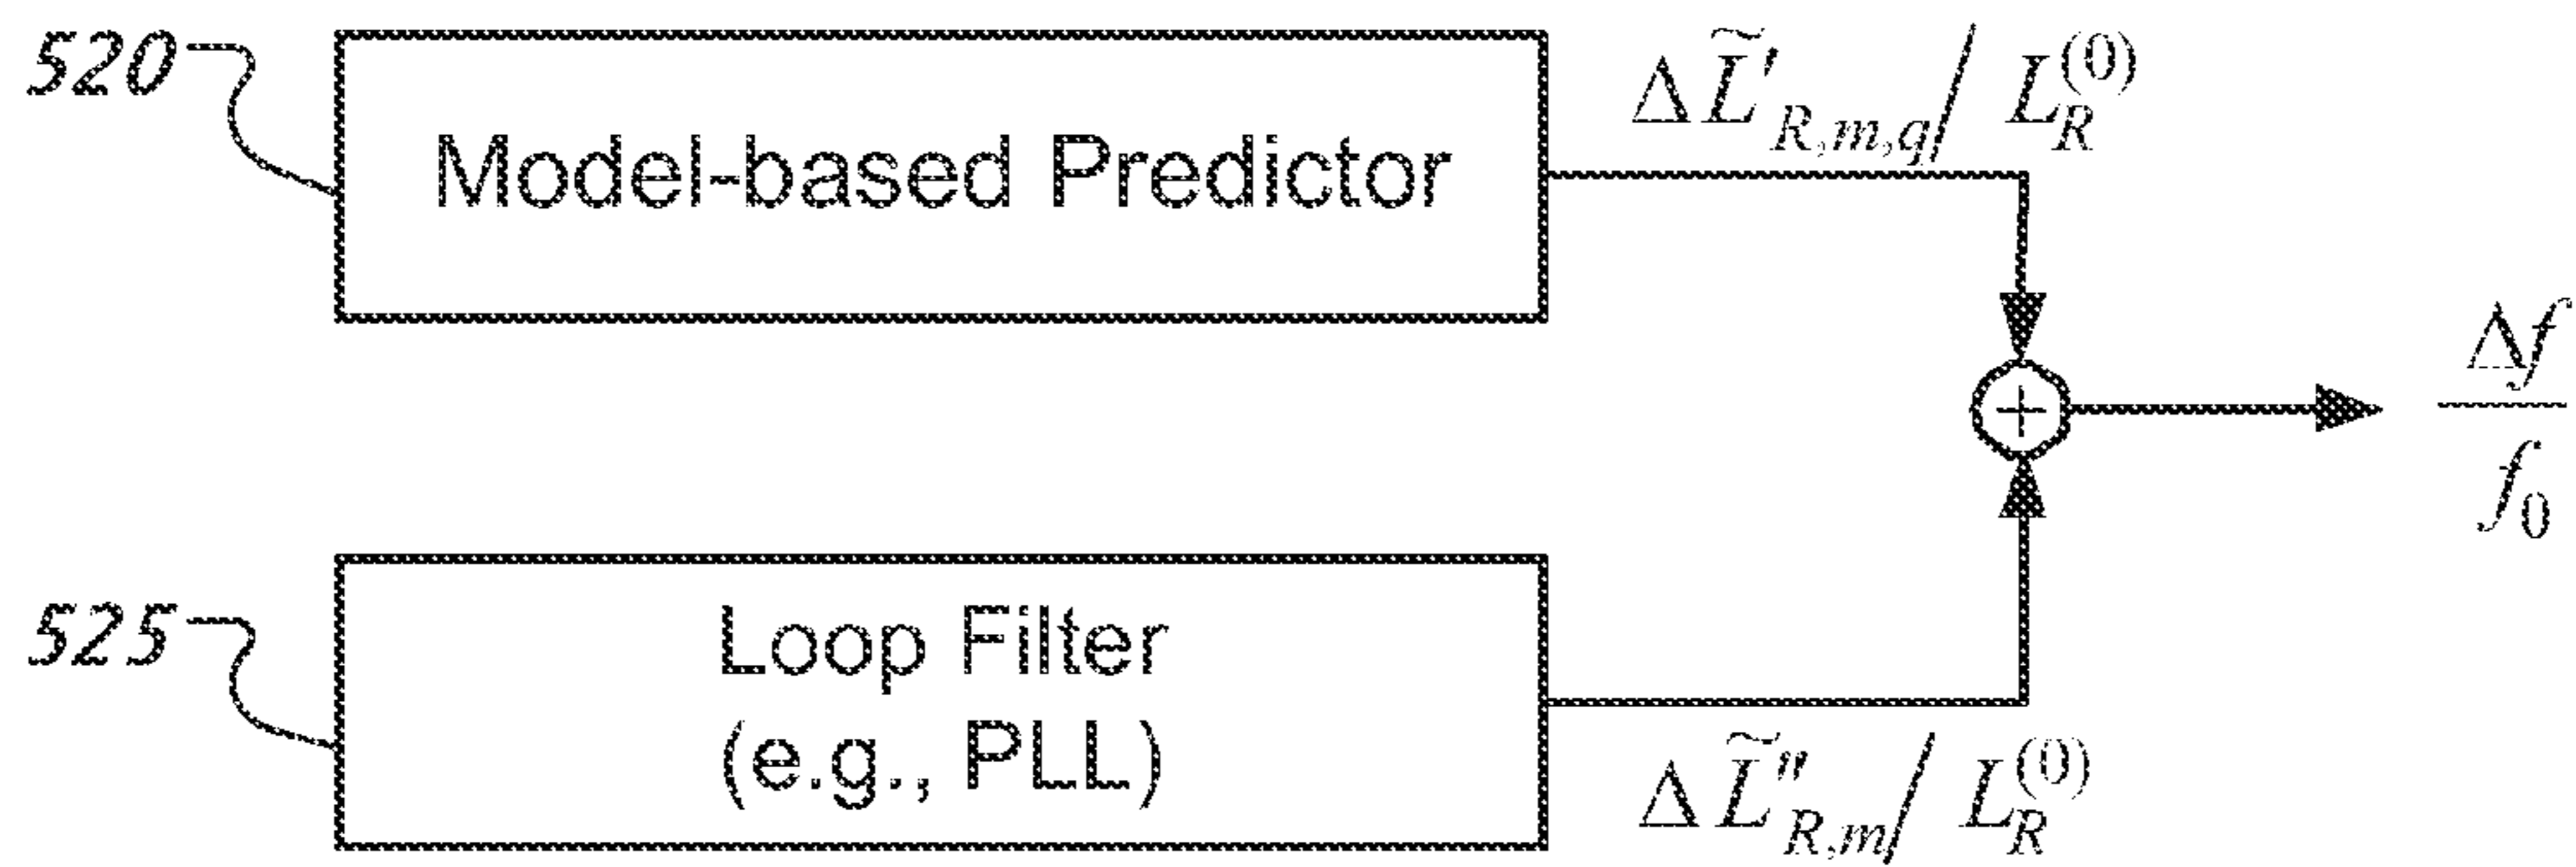 520
Model-based Predictor
ΔL̃′R,m,q / LR(0)
+
Δf
f0
525
Loop Filter
(e.g., PLL)
ΔL̃″R,m / LR(0)